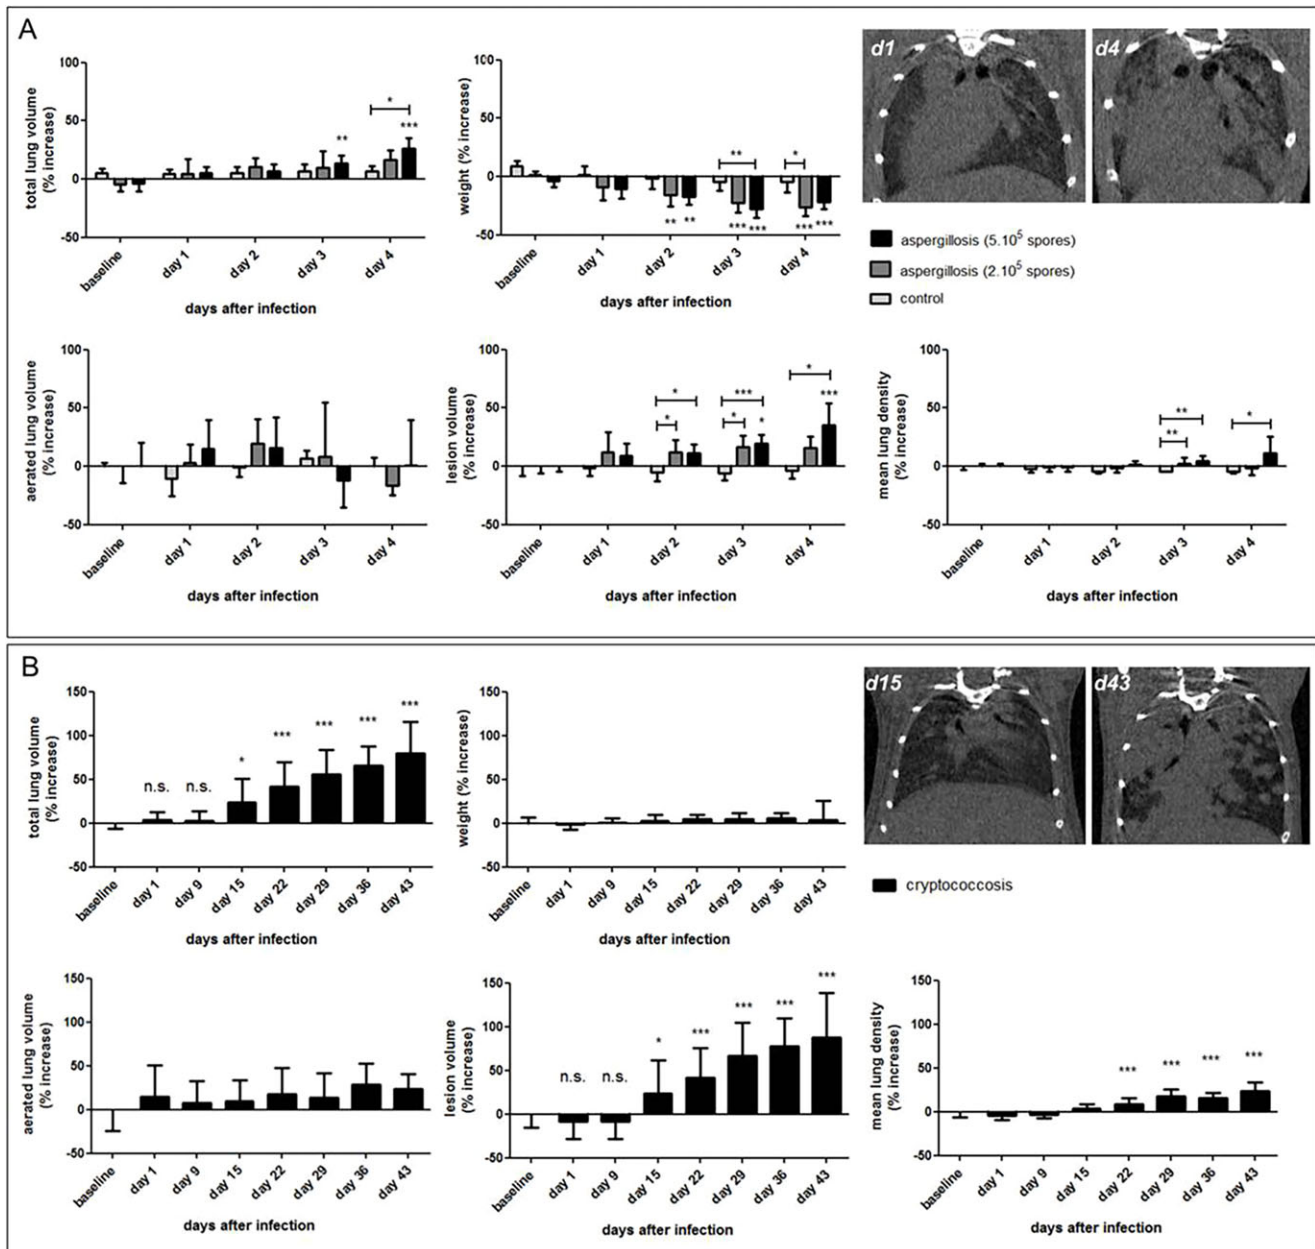 A
100
50
0
-50
total lung volume
(% increase)
*
**
***
baseline
day 1
day 2
day 3
day 4
days after infection
100
50
0
-50
weight (% increase)
**
*
** **
*** ***
*** ***
baseline
day 1
day 2
day 3
day 4
days after infection
d1
d4
aspergillosis (5.10⁵ spores)
aspergillosis (2.10⁵ spores)
control
100
50
0
-50
aerated lung volume
(% increase)
baseline
day 1
day 2
day 3
day 4
days after infection
100
50
0
-50
lesion volume
(% increase)
*
*
***
*
*
*
***
baseline
day 1
day 2
day 3
day 4
days after infection
100
50
0
-50
mean lung density
(% increase)
**
**
*
baseline
day 1
day 2
day 3
day 4
days after infection
B
150
100
50
0
-50
total lung volume
(% increase)
n.s. n.s. * *** *** *** ***
baseline
day 1
day 9
day 15
day 22
day 29
day 36
day 43
days after infection
150
100
50
0
-50
weight (% increase)
baseline
day 1
day 9
day 15
day 22
day 29
day 36
day 43
days after infection
d15
d43
cryptococcosis
150
100
50
0
-50
aerated lung volume
(% increase)
baseline
day 1
day 9
day 15
day 22
day 29
day 36
day 43
days after infection
150
100
50
0
-50
lesion volume
(% increase)
n.s. n.s. * *** *** *** ***
baseline
day 1
day 9
day 15
day 22
day 29
day 36
day 43
days after infection
150
100
50
0
-50
mean lung density
(% increase)
*** *** *** ***
baseline
day 1
day 9
day 15
day 22
day 29
day 36
day 43
days after infection